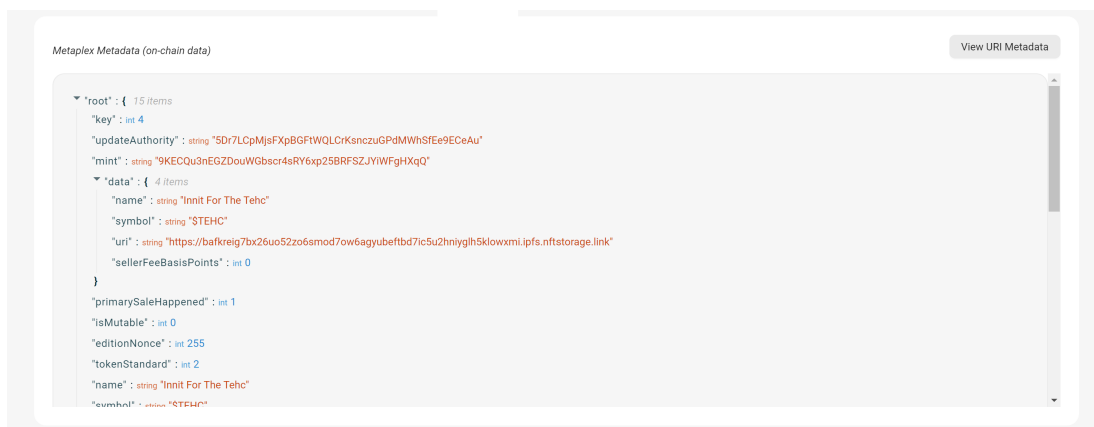 Metaplex Metadata (on-chain data)
View URI Metadata
"root" : { 15 items
"key" : int 4
"updateAuthority" : string "5Dr7LCpMjsFXpBGFtWQLCrKsnczuGPdMWhSfEe9ECeAu"
"mint" : string "9KECQu3nEGZDouWGbscr4sRY6xp25BRFSZJYiWFgHXqQ"
"data" : { 4 items
"name" : string "Innit For The Tehc"
"symbol" : string "$TEHC"
"uri" : string "https://bafkreig7bx26uo52zo6smod7ow6agyubeftbd7ic5u2hniyglh5klowxmi.ipfs.nftstorage.link"
"sellerFeeBasisPoints" : int 0
}
"primarySaleHappened" : int 1
"isMutable" : int 0
"editionNonce" : int 255
"tokenStandard" : int 2
"name" : string "Innit For The Tehc"
"symbol" : string "$TEHC"